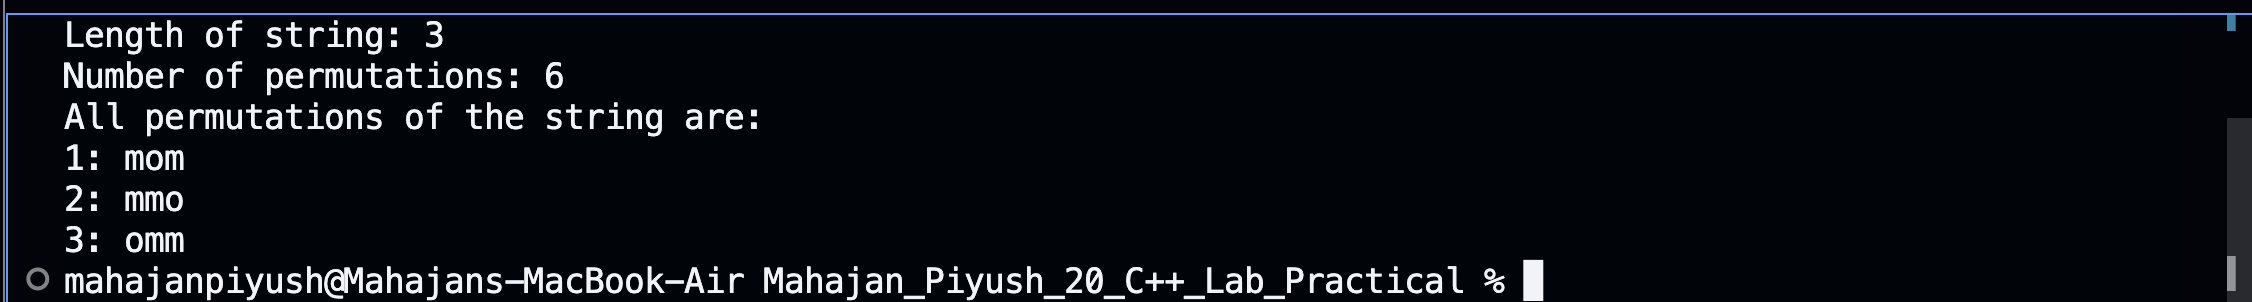 Length of string: 3
Number of permutations: 6
All permutations of the string are:
1: mom
2: mmo
3: omm
mahajanpiyush@Mahajans-MacBook-Air Mahajan_Piyush_20_C++_Lab_Practical %